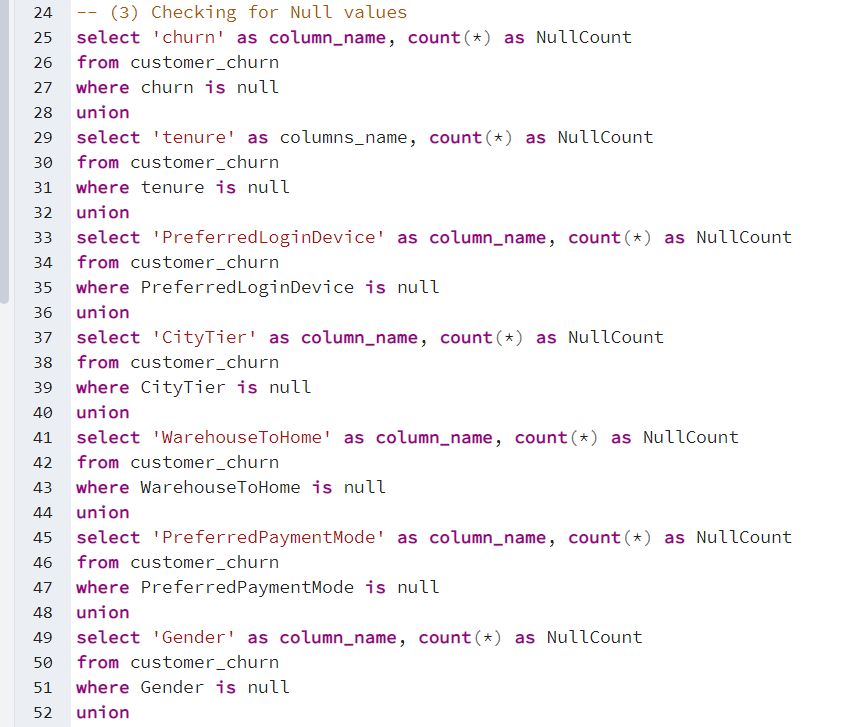 24 -- (3) Checking for Null values
25 select 'churn' as column_name, count(*) as NullCount
26 from customer_churn
27 where churn is null
28 union
29 select 'tenure' as columns_name, count(*) as NullCount
30 from customer_churn
31 where tenure is null
32 union
33 select 'PreferredLoginDevice' as column_name, count(*) as NullCount
34 from customer_churn
35 where PreferredLoginDevice is null
36 union
37 select 'CityTier' as column_name, count(*) as NullCount
38 from customer_churn
39 where CityTier is null
40 union
41 select 'WarehouseToHome' as column_name, count(*) as NullCount
42 from customer_churn
43 where WarehouseToHome is null
44 union
45 select 'PreferredPaymentMode' as column_name, count(*) as NullCount
46 from customer_churn
47 where PreferredPaymentMode is null
48 union
49 select 'Gender' as column_name, count(*) as NullCount
50 from customer_churn
51 where Gender is null
52 union